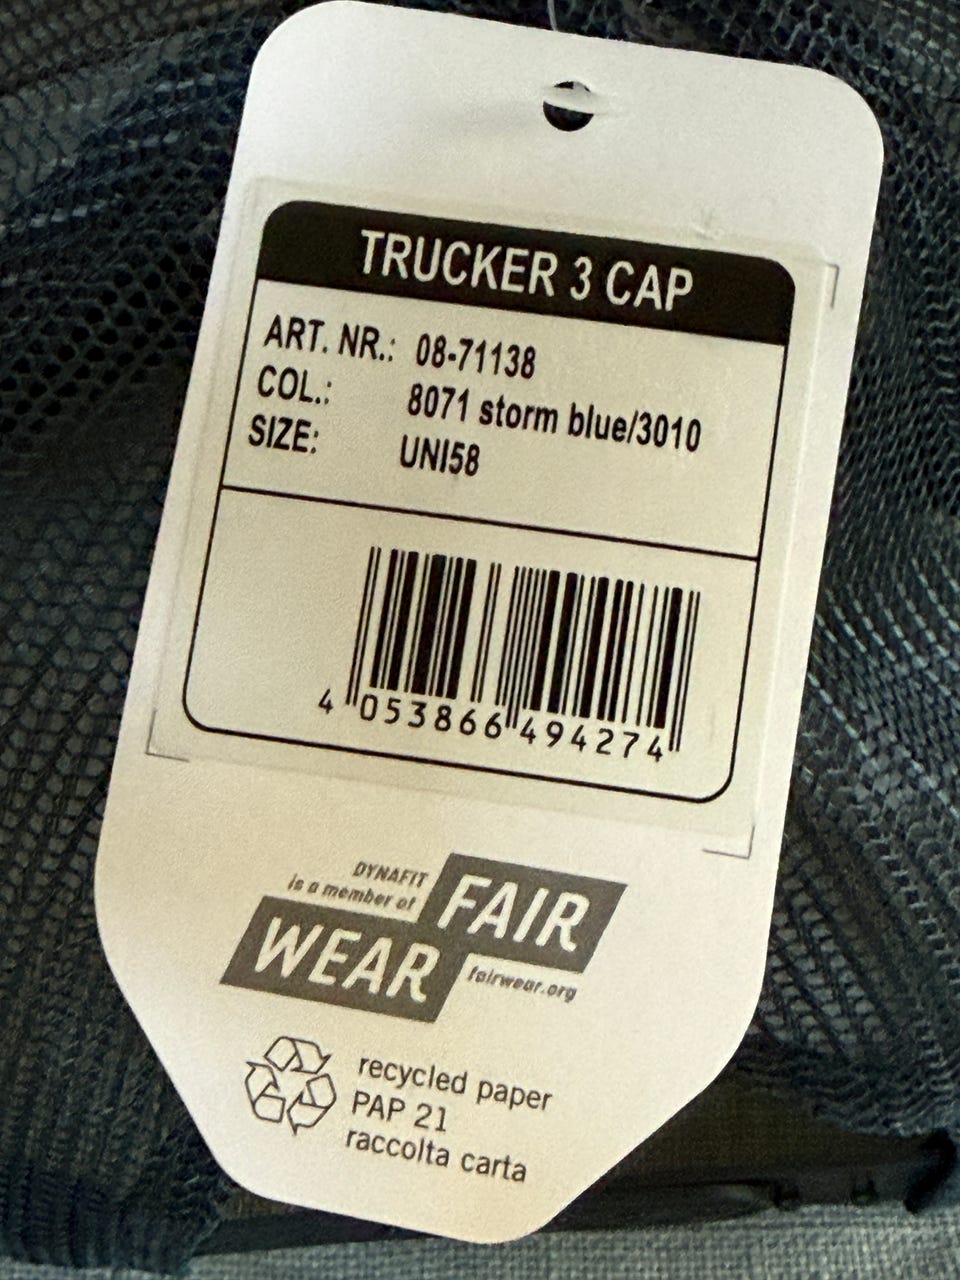 TRUCKER 3 CAP
ART. NR.: 08-71138
COL.: 8071 storm blue/3010
SIZE: UNI58
4 053866 494274
DYNAFIT
is a member of
FAIR
WEAR
fairwear.org
recycled paper
PAP 21
raccolta carta